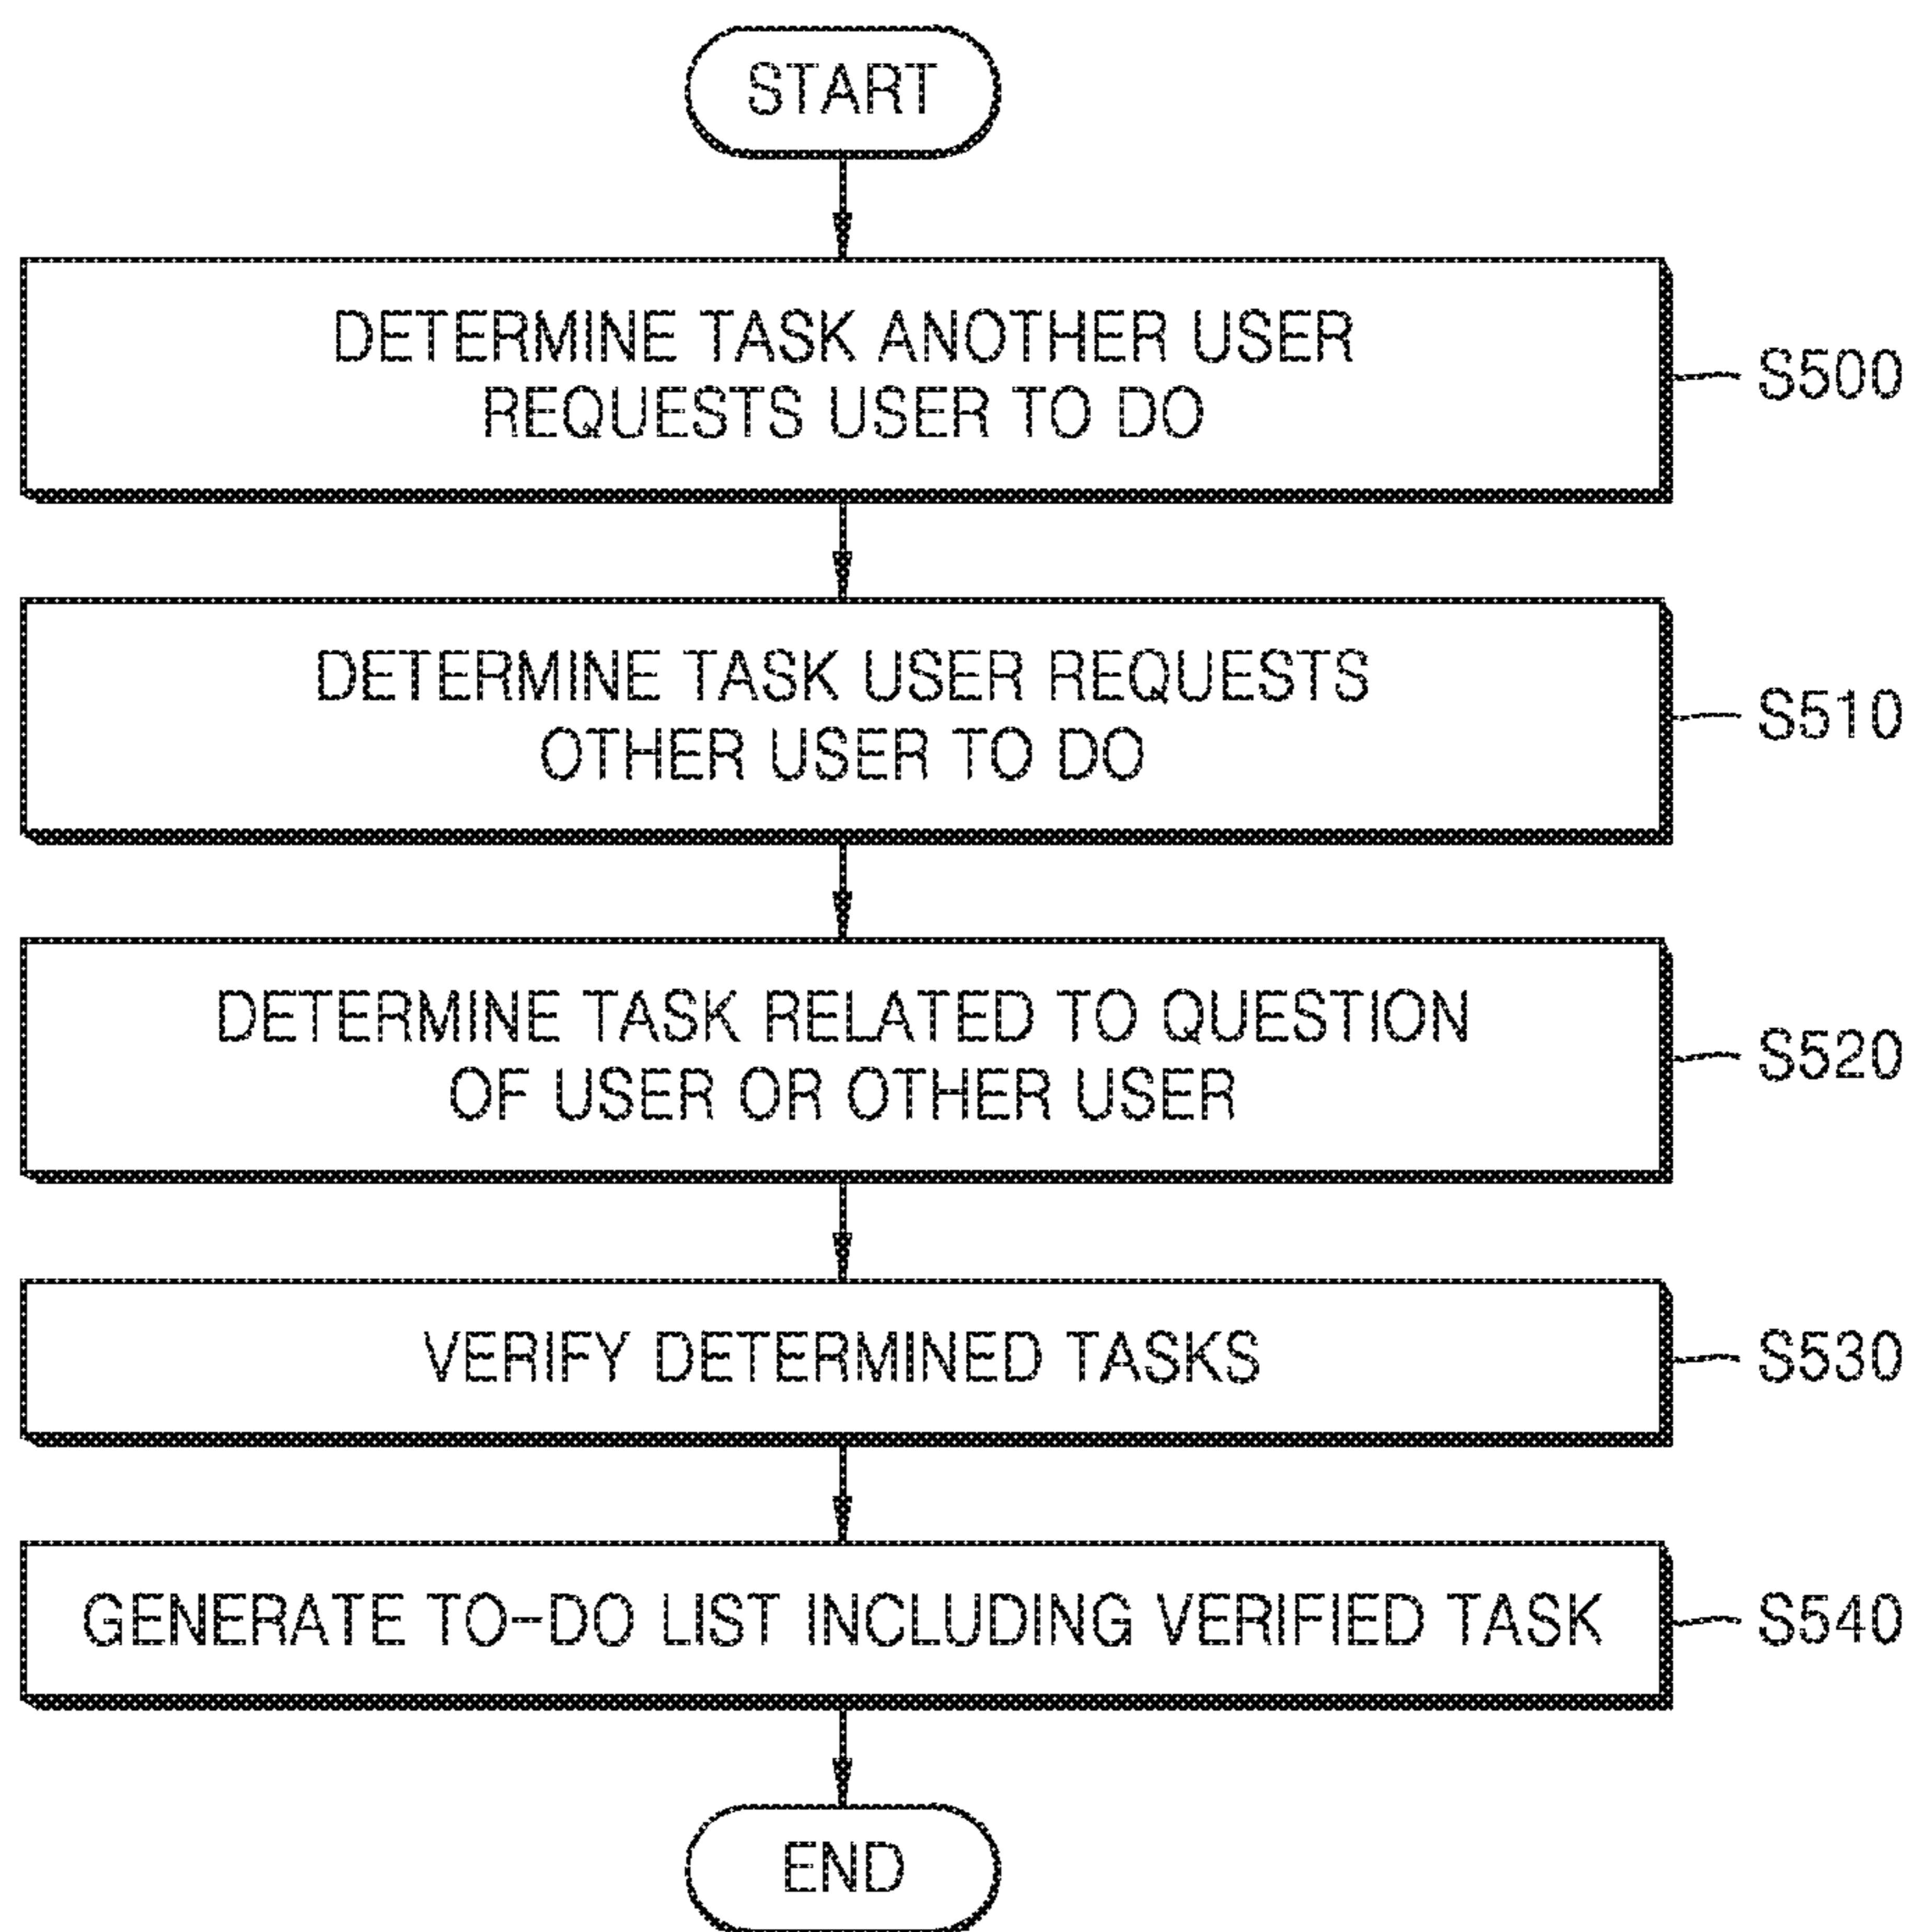 START
DETERMINE TASK ANOTHER USER
REQUESTS USER TO DO
S500
DETERMINE TASK USER REQUESTS
OTHER USER TO DO
S510
DETERMINE TASK RELATED TO QUESTION
OF USER OR OTHER USER
S520
VERIFY DETERMINED TASKS
S530
GENERATE TO-DO LIST INCLUDING VERIFIED TASK
S540
END